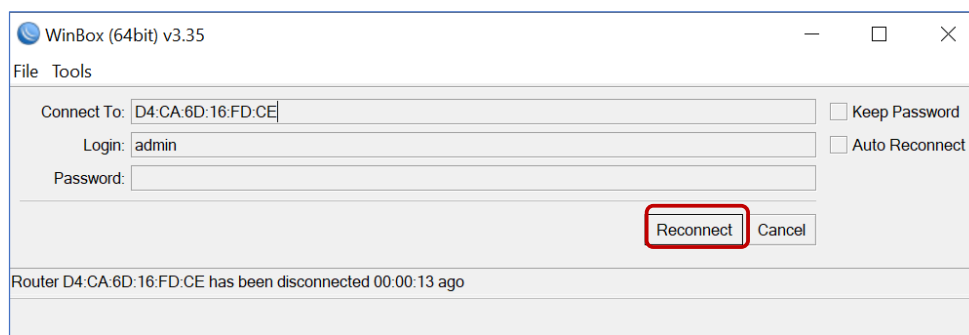 WinBox (64bit) v3.35
File Tools
Connect To: D4:CA:6D:16:FD:CE Keep Password
Login: admin Auto Reconnect
Password:
Reconnect Cancel
Router D4:CA:6D:16:FD:CE has been disconnected 00:00:13 ago